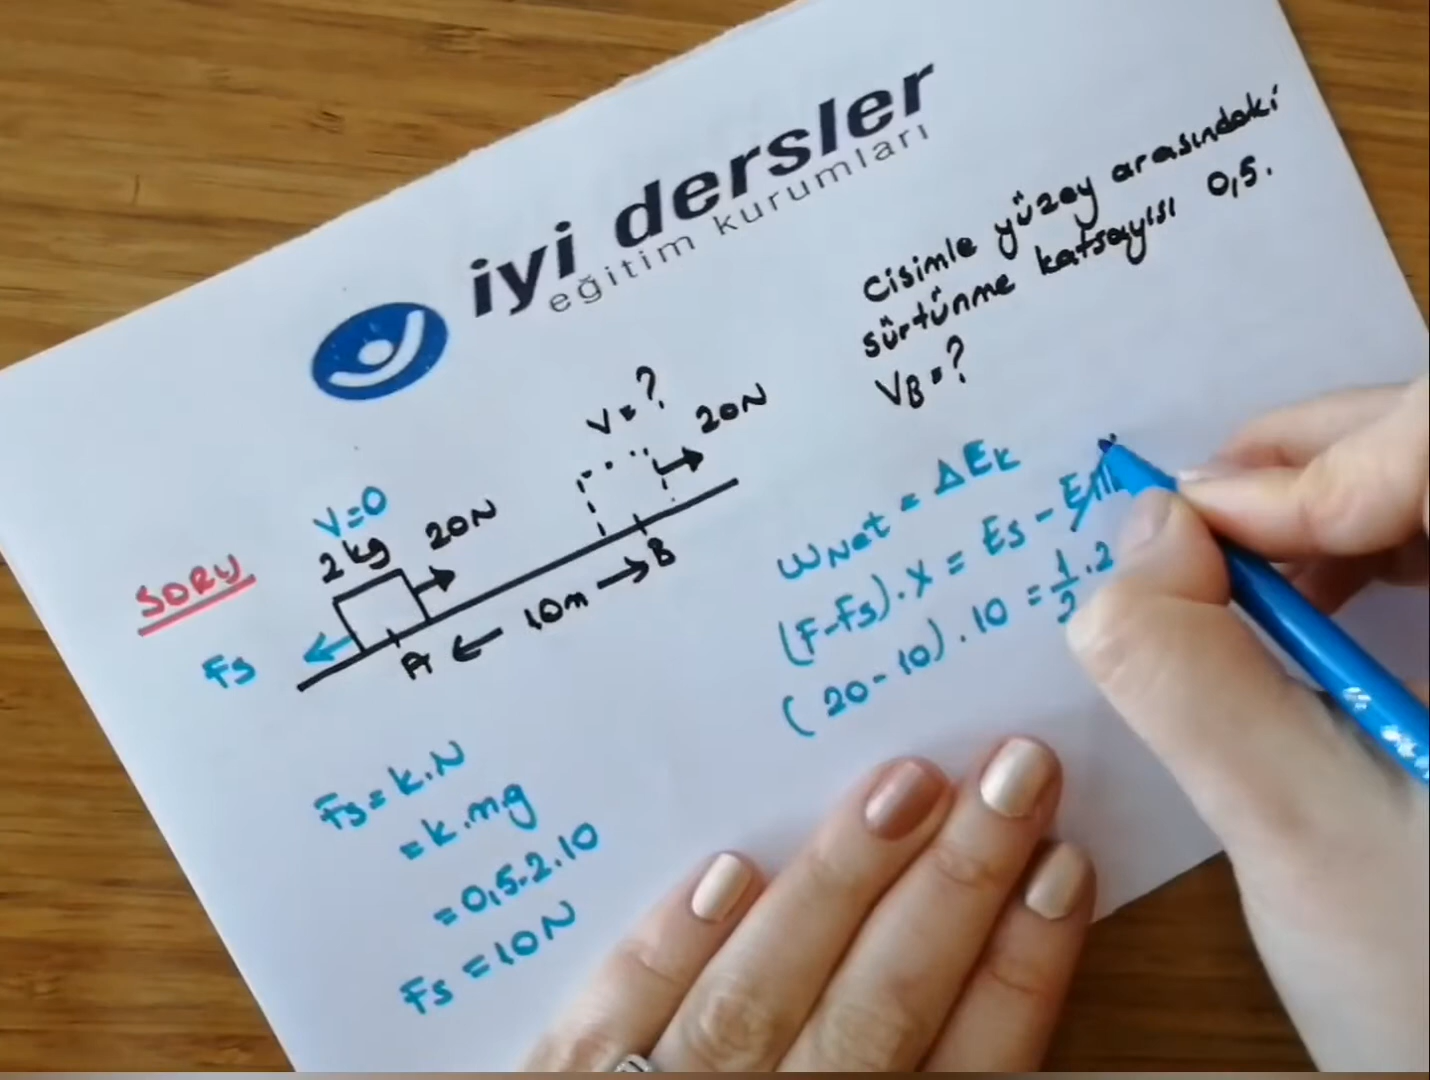 iyi dersler
eğitim kurumları
Cisimle yüzey arasındaki
sürtünme katsayısı 0,5.
VB=?
SORU
V=0
2kg
20N
Fs
A ← 10m → B
V=?
20N
Fs=k.N
=k.mg
=0,5.2.10
Fs=10N
WNet = ΔEk
(F-Fs).X = Es -
(20-10).10 = 1/2 .2